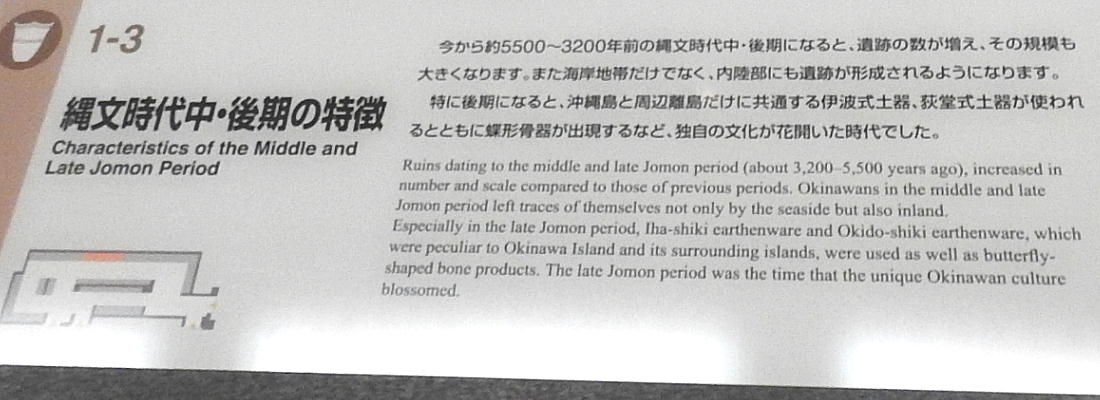 1-3
縄文時代中・後期の特徴
Characteristics of the Middle and
Late Jomon Period
今から約5500～3200年前の縄文時代中・後期になると、遺跡の数が増え、その規模も
大きくなります。また海岸地帯だけでなく、内陸部にも遺跡が形成されるようになります。
特に後期になると、沖縄島と周辺離島だけに共通する伊波式土器、荻堂式土器が使われ
るとともに蝶形骨器が出現するなど、独自の文化が花開いた時代でした。
Ruins dating to the middle and late Jomon period (about 3,200–5,500 years ago), increased in
number and scale compared to those of previous periods. Okinawans in the middle and late
Jomon period left traces of themselves not only by the seaside but also inland.
Especially in the late Jomon period, Iha-shiki earthenware and Okido-shiki earthenware, which
were peculiar to Okinawa Island and its surrounding islands, were used as well as butterfly-
shaped bone products. The late Jomon period was the time that the unique Okinawan culture
blossomed.